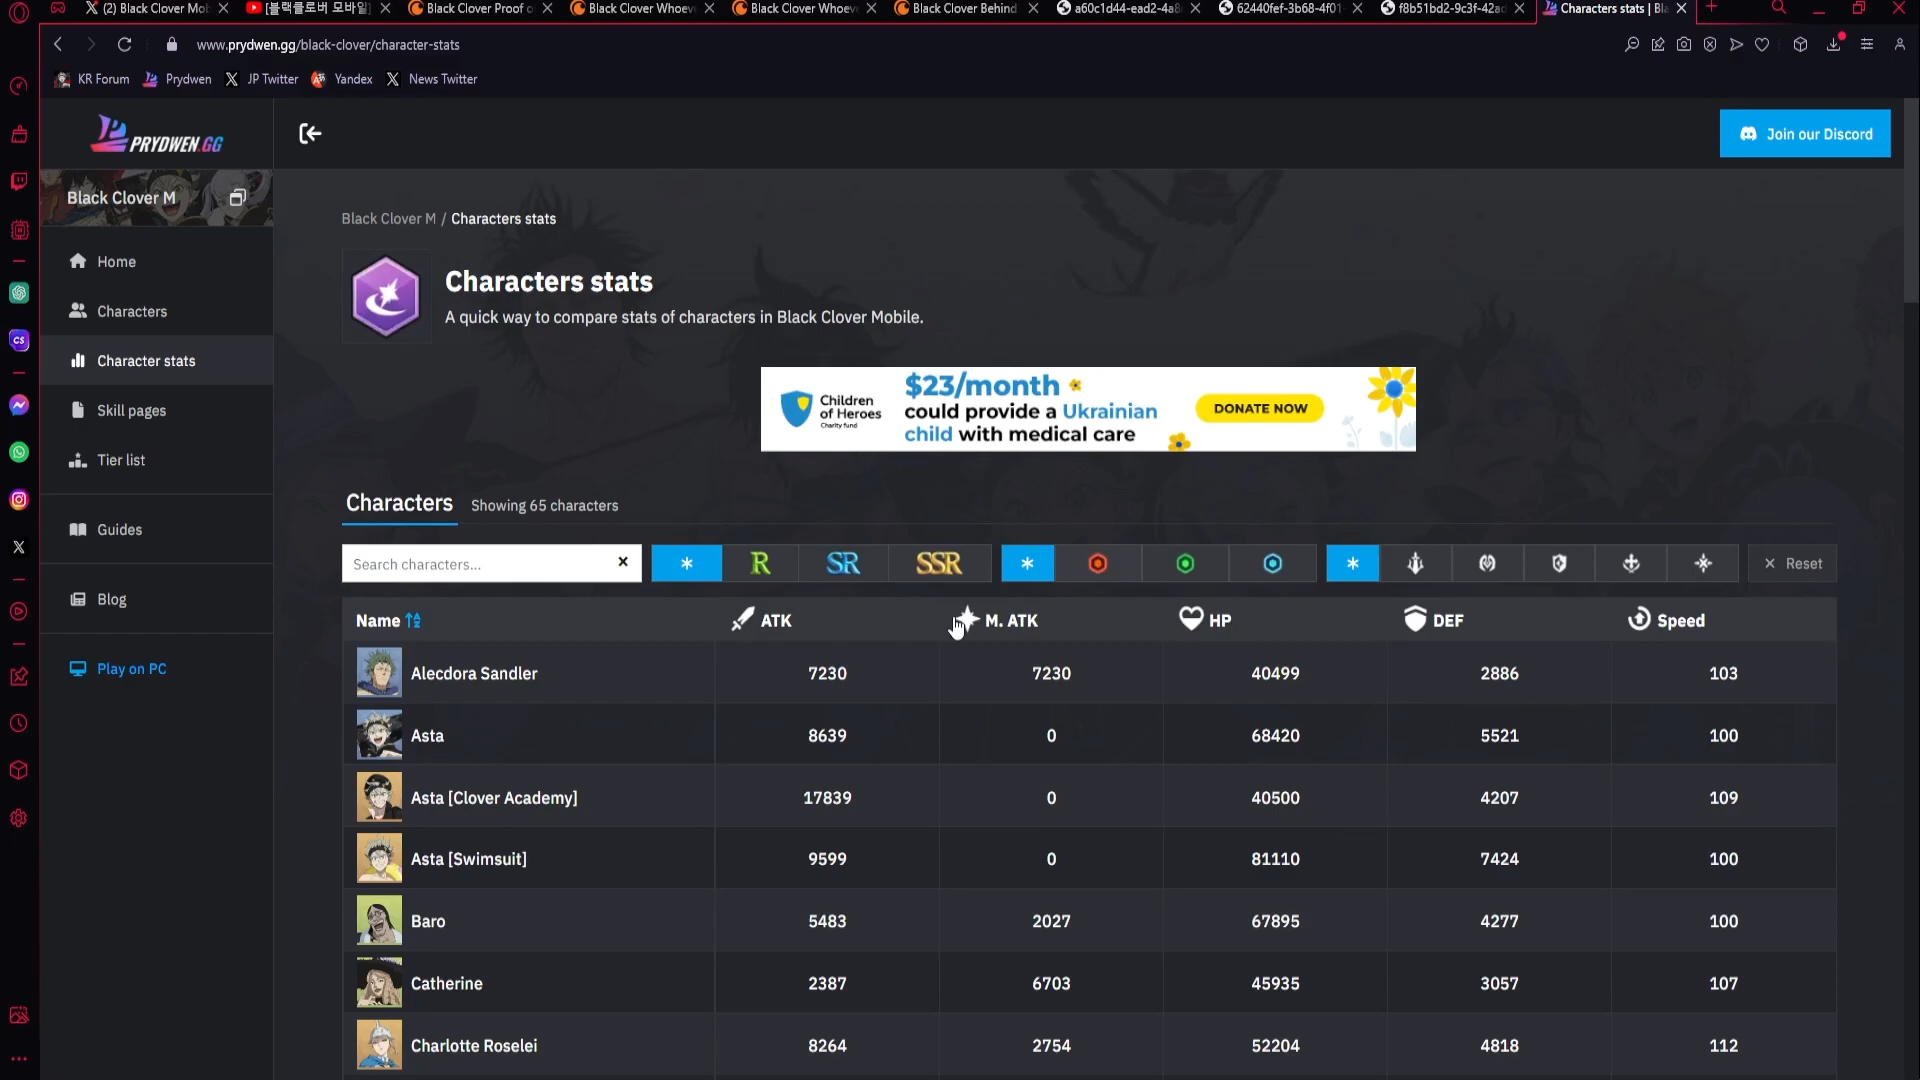 (2) Black Clover Mob
[블랙클로버 모바일]
Black Clover Proof o
Black Clover Whoev
Black Clover Whoev
Black Clover Behind
a60c1d44-ead2-4a8
62440fef-3b68-4f01-
f8b51bd2-9c3f-42ad
Characters stats | Bla
www.prydwen.gg/black-clover/character-stats
KR Forum
Prydwen
JP Twitter
Yandex
News Twitter
PRYDWEN.GG
Join our Discord
Black Clover M
Home
Characters
Character stats
Skill pages
Tier list
Guides
Blog
Play on PC
CS
Black Clover M / Characters stats
Characters stats
A quick way to compare stats of characters in Black Clover Mobile.
Children of Heroes
Charity fund
$23/month
could provide a Ukrainian
child with medical care
DONATE NOW
Characters Showing 65 characters
Search characters...
R SR SSR
Reset
Name ATK M. ATK HP DEF Speed
Alecdora Sandler 7230 7230 40499 2886 103
Asta 8639 0 68420 5521 100
Asta [Clover Academy] 17839 0 40500 4207 109
Asta [Swimsuit] 9599 0 81110 7424 100
Baro 5483 2027 67895 4277 100
Catherine 2387 6703 45935 3057 107
Charlotte Roselei 8264 2754 52204 4818 112